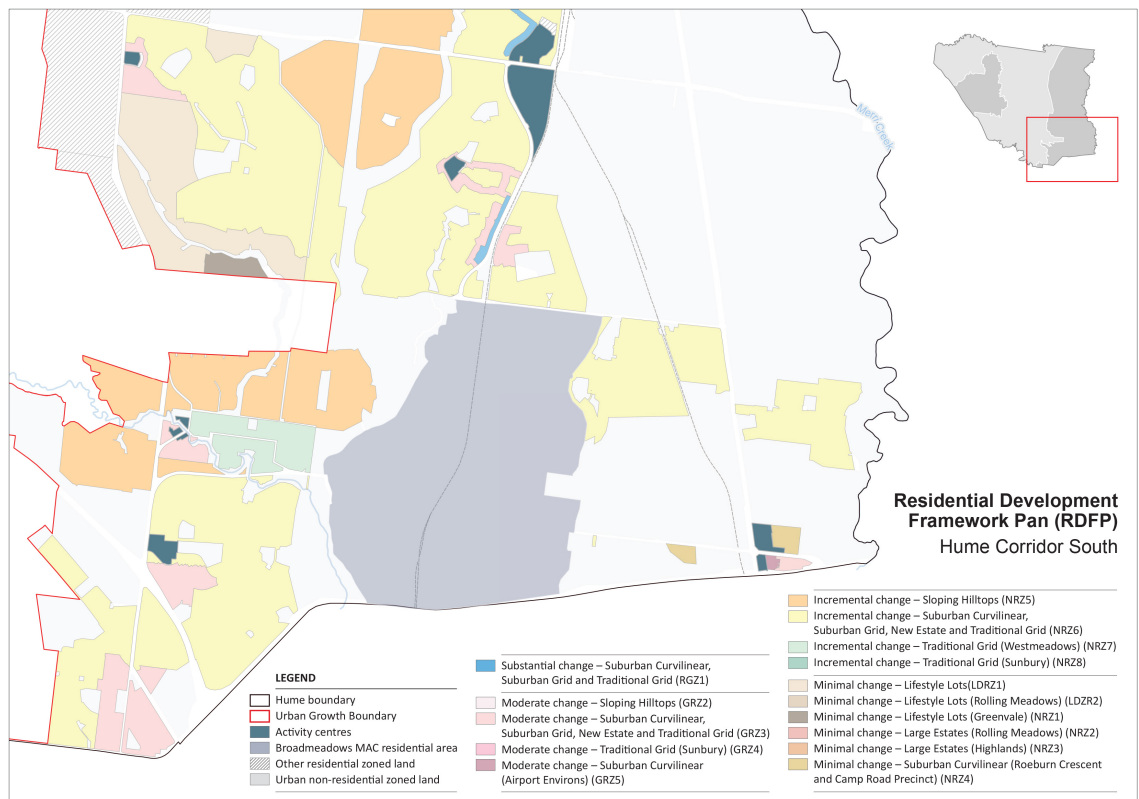 Merri Creek
Residential Development
Framework Pan (RDFP)
Hume Corridor South
LEGEND
Hume boundary
Urban Growth Boundary
Activity centres
Broadmeadows MAC residential area
Other residential zoned land
Urban non-residential zoned land
Substantial change – Suburban Curvilinear,
Suburban Grid and Traditional Grid (RGZ1)
Moderate change – Sloping Hilltops (GRZ2)
Moderate change – Suburban Curvilinear,
Suburban Grid, New Estate and Traditional Grid (GRZ3)
Moderate change – Traditional Grid (Sunbury) (GRZ4)
Moderate change – Suburban Curvilinear
(Airport Environs) (GRZ5)
Incremental change – Sloping Hilltops (NRZ5)
Incremental change – Suburban Curvilinear,
Suburban Grid, New Estate and Traditional Grid (NRZ6)
Incremental change – Traditional Grid (Westmeadows) (NRZ7)
Incremental change – Traditional Grid (Sunbury) (NRZ8)
Minimal change – Lifestyle Lots(LDRZ1)
Minimal change – Lifestyle Lots (Rolling Meadows) (LDZR2)
Minimal change – Lifestyle Lots (Greenvale) (NRZ1)
Minimal change – Large Estates (Rolling Meadows) (NRZ2)
Minimal change – Large Estates (Highlands) (NRZ3)
Minimal change – Suburban Curvilinear (Roeburn Crescent
and Camp Road Precinct) (NRZ4)